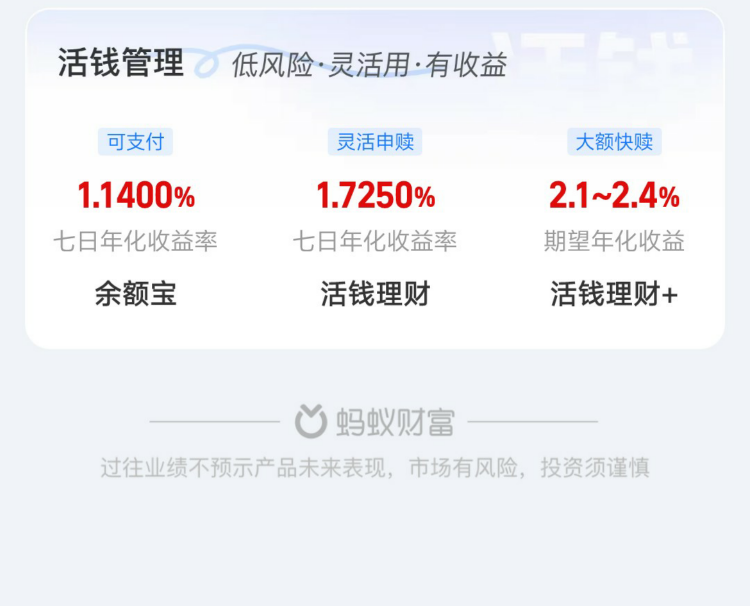 活钱管理 低风险·灵活用·有收益
活钱
可支付 灵活申赎 大额快赎
1.1400% 1.7250% 2.1~2.4%
七日年化收益率 七日年化收益率 期望年化收益
余额宝 活钱理财 活钱理财+
蚂蚁财富
过往业绩不预示产品未来表现，市场有风险，投资须谨慎